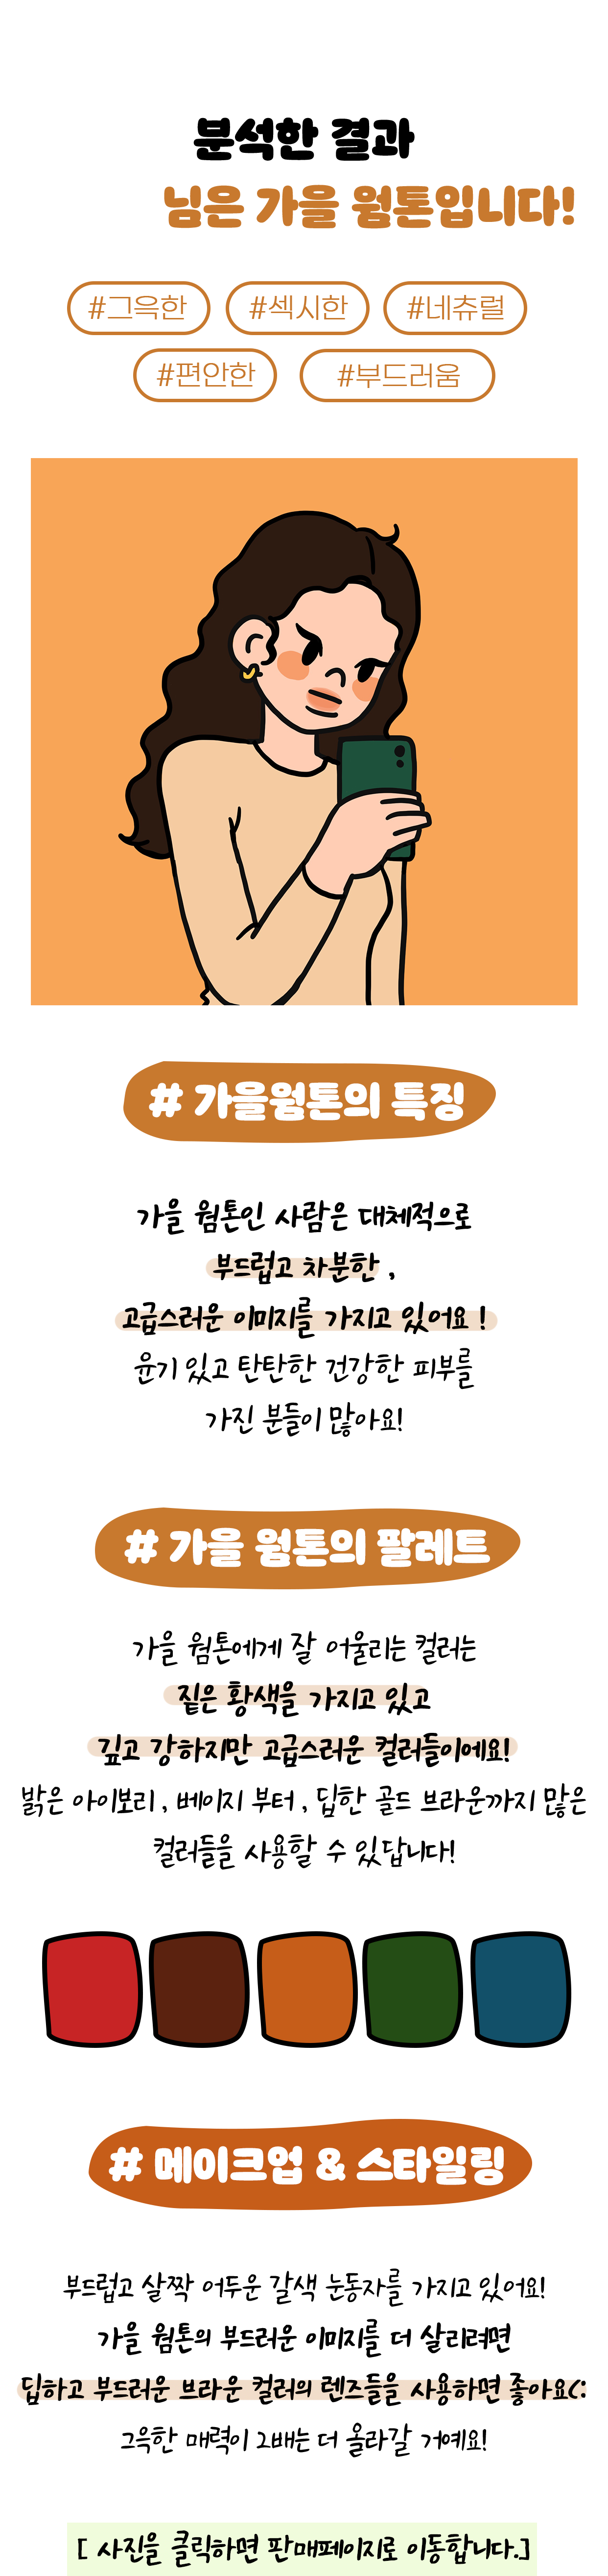 분석한 결과
님은 가을 웜톤입니다!
#그윽한 #섹시한 #네츄럴
#편안한 #부드러움
# 가을웜톤의 특징
가을 웜톤인 사람은 대체적으로
부드럽고 차분한 ,
고급스러운 이미지를 가지고 있어요 !
윤기 있고 탄탄한 건강한 피부를
가진 분들이 많아요!
# 가을 웜톤의 팔레트
가을 웜톤에게 잘 어울리는 컬러는
짙은 황색을 가지고 있고
깊고 강하지만 고급스러운 컬러들이에요!
밝은 아이보리 , 베이지 부터 , 딥한 골드 브라운까지 많은
컬러들을 사용할 수 있답니다!
# 메이크업 & 스타일링
부드럽고 살짝 어두운 갈색 눈동자를 가지고 있어요!
가을 웜톤의 부드러운 이미지를 더 살리려면
딥하고 부드러운 브라운 컬러의 렌즈들을 사용하면 좋아요(:
그윽한 매력이 2배는 더 올라갈 거예요!
[ 사진을 클릭하면 판매페이지로 이동합니다.]